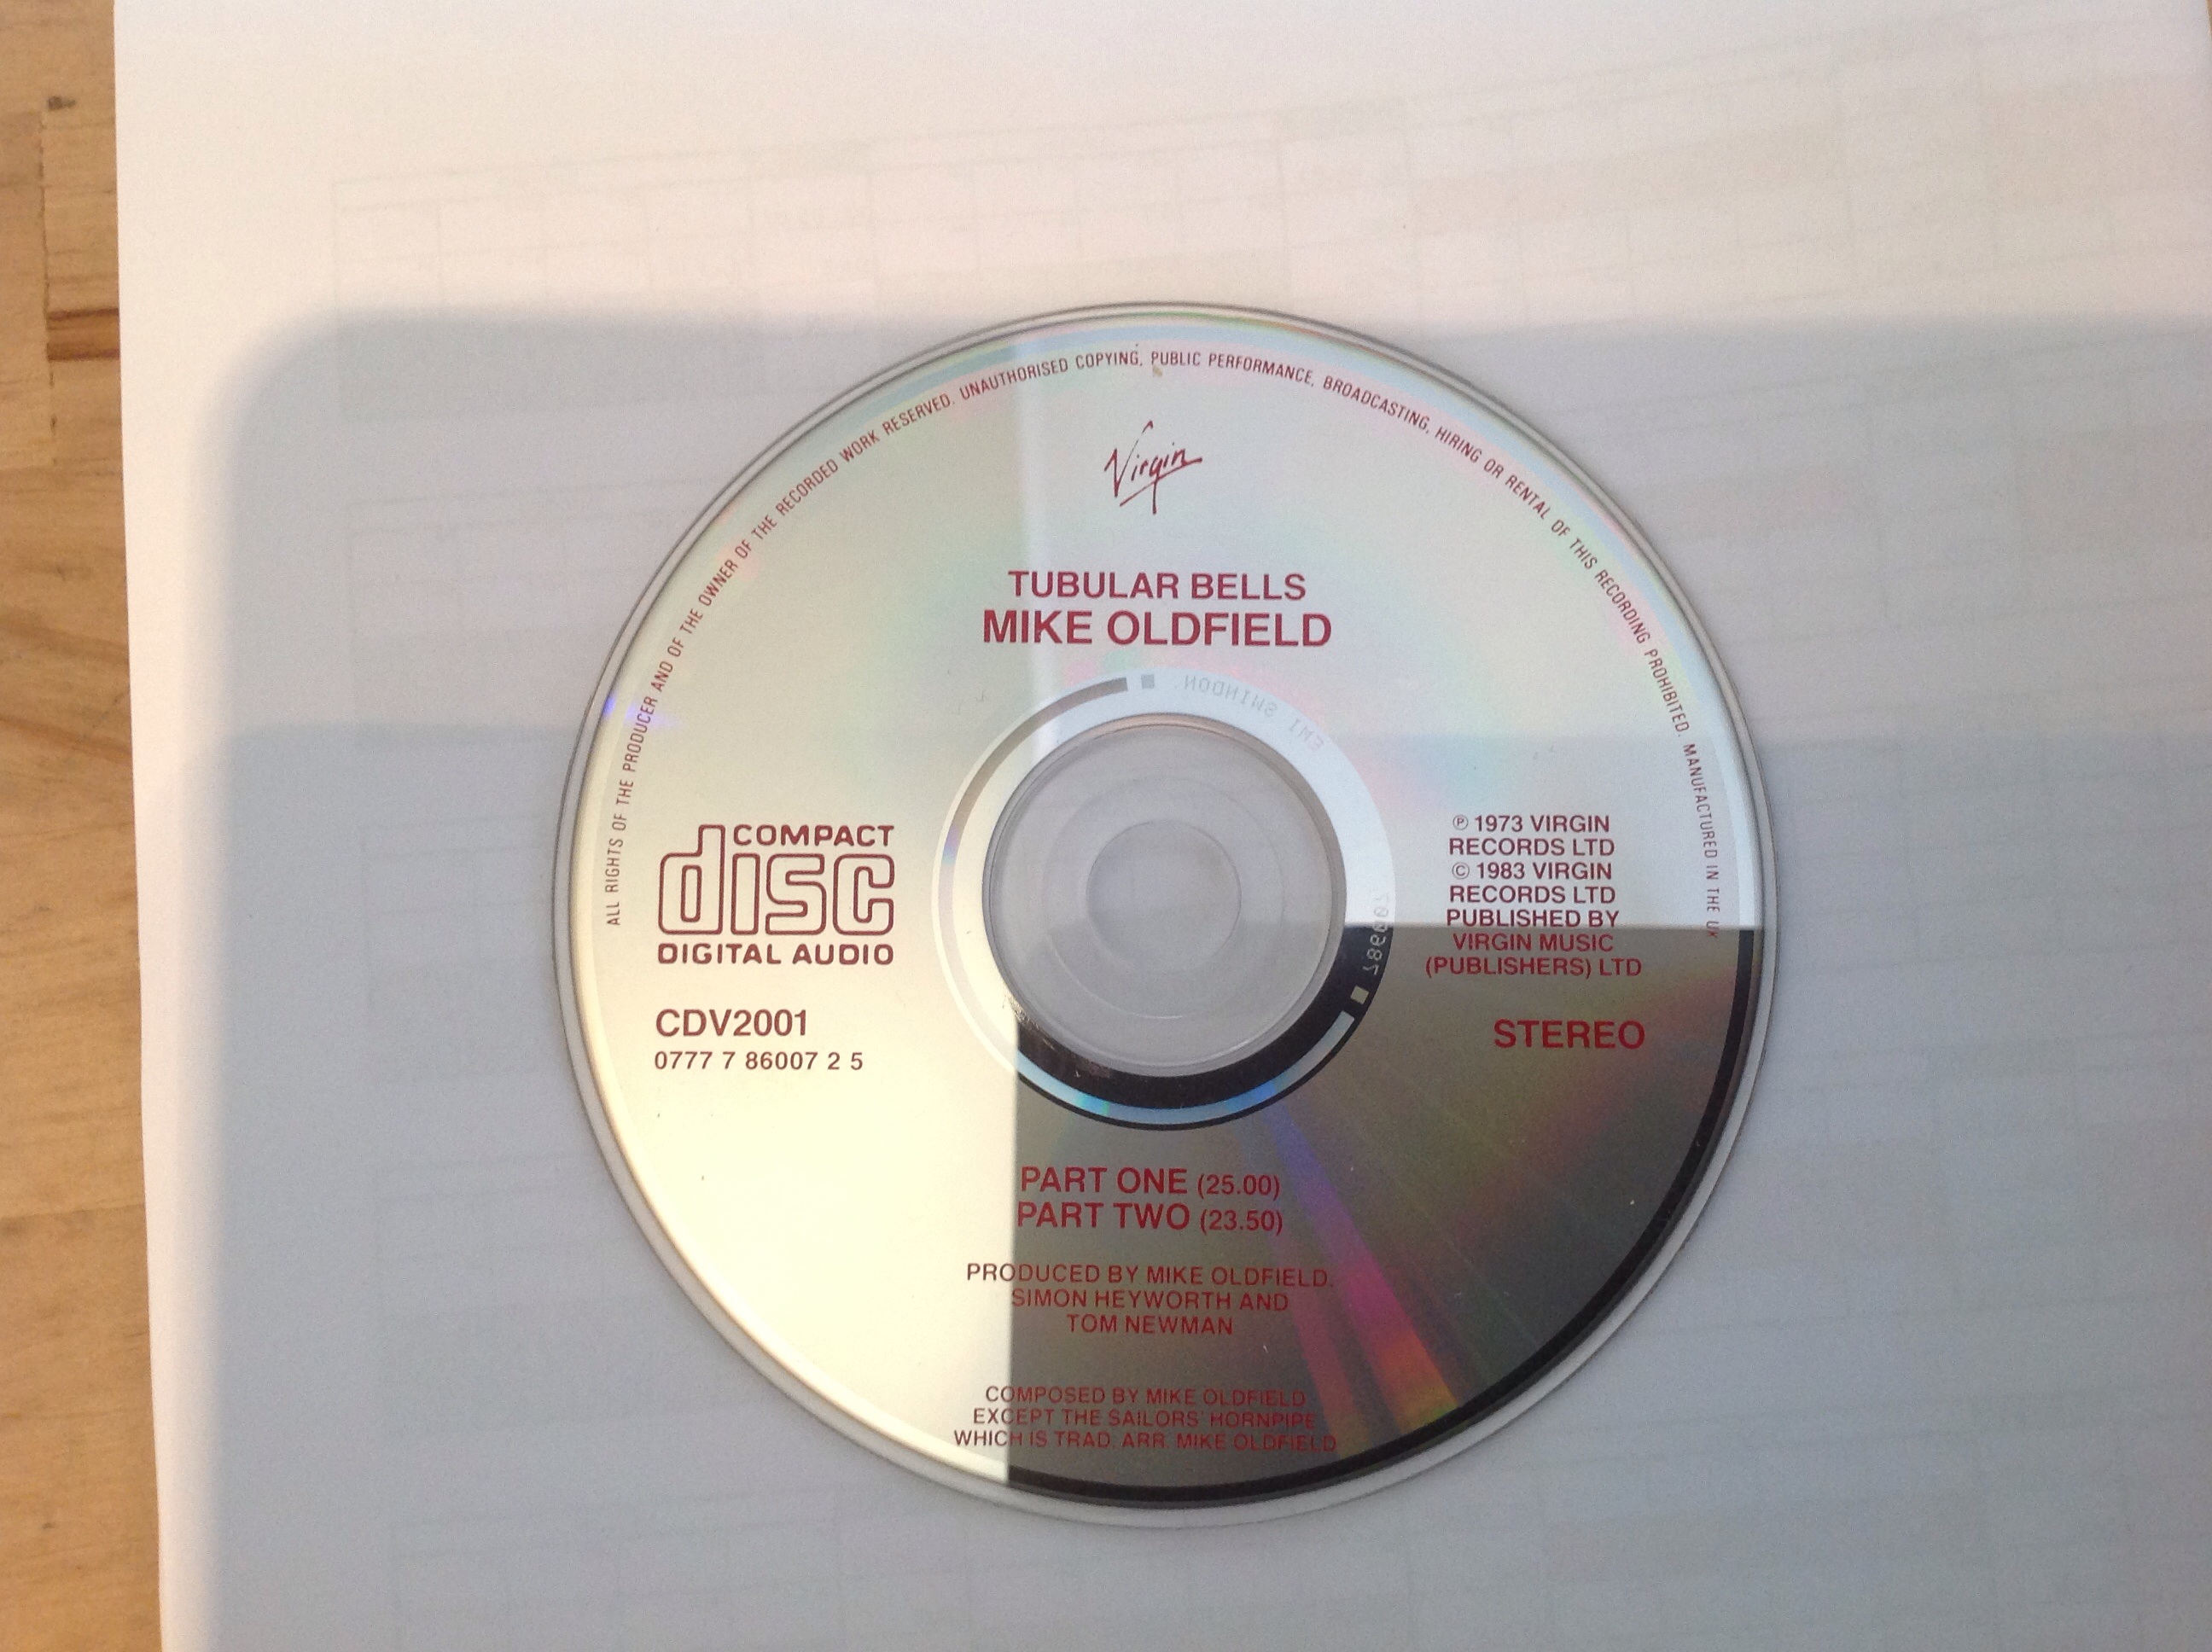 ALL RIGHTS OF THE PRODUCER AND OF THE OWNER OF THE RECORDED WORK RESERVED. UNAUTHORISED COPYING, PUBLIC PERFORMANCE, BROADCASTING, HIRING OR RENTAL OF THIS RECORDING PROHIBITED. MANUFACTURED IN THE UK
Virgin
TUBULAR BELLS
MIKE OLDFIELD
EMI SWINDON.
COMPACT
disc
DIGITAL AUDIO
CDV2001
0777 7 86007 2 5
℗ 1973 VIRGIN
RECORDS LTD
© 1983 VIRGIN
RECORDS LTD
PUBLISHED BY
VIRGIN MUSIC
(PUBLISHERS) LTD
STEREO
PART ONE (25.00)
PART TWO (23.50)
PRODUCED BY MIKE OLDFIELD.
SIMON HEYWORTH AND
TOM NEWMAN
COMPOSED BY MIKE OLDFIELD
EXCEPT THE SAILORS' HORNPIPE
WHICH IS TRAD. ARR. MIKE OLDFIELD